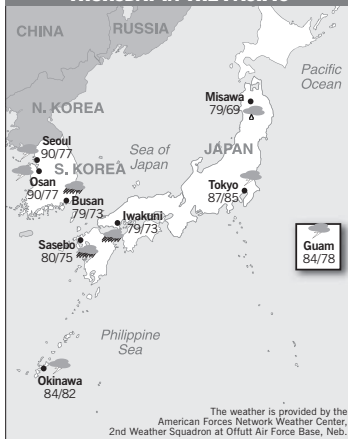 CHINA
RUSSIA
Pacific
Ocean
N. KOREA
Misawa
79/69
Seoul
90/77
Sea of
Japan
JAPAN
S. KOREA
Osan
90/77
Busan
79/73
Tokyo
87/85
Iwakuni
79/73
Sasebo
80/75
Guam
84/78
Philippine
Sea
Okinawa
84/82
The weather is provided by the
American Forces Network Weather Center,
2nd Weather Squadron at Offutt Air Force Base, Neb.